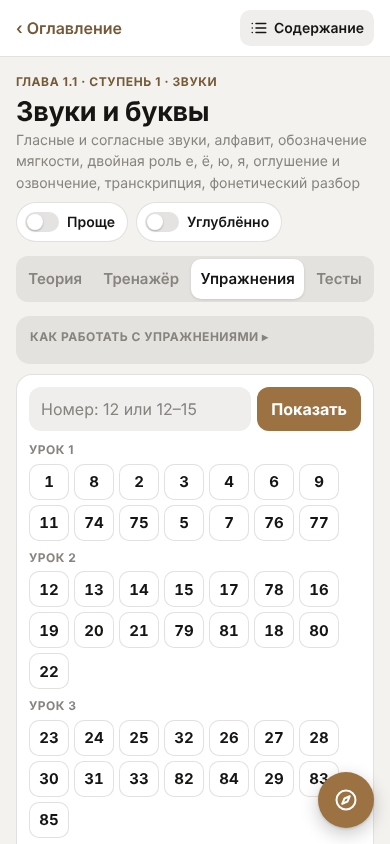 ‹ Оглавление
Содержание
ГЛАВА 1.1 · СТУПЕНЬ 1 · ЗВУКИ
Звуки и буквы
Гласные и согласные звуки, алфавит, обозначение
мягкости, двойная роль е, ё, ю, я, оглушение и
озвончение, транскрипция, фонетический разбор
Проще
Углублённо
Теория Тренажёр Упражнения Тесты
КАК РАБОТАТЬ С УПРАЖНЕНИЯМИ ▸
Номер: 12 или 12–15
Показать
УРОК 1
1 8 2 3 4 6 9
11 74 75 5 7 76 77
УРОК 2
12 13 14 15 17 78 16
19 20 21 79 81 18 80
22
УРОК 3
23 24 25 32 26 27 28
30 31 33 82 84 29 83
85